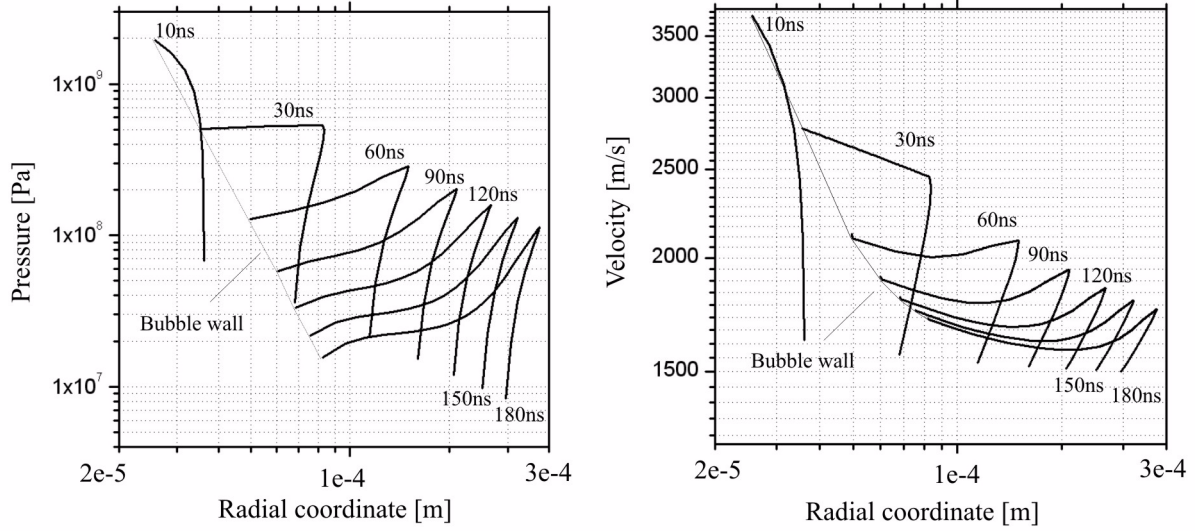 10ns
1x10⁹
30ns
60ns
90ns
120ns
1x10⁸
Bubble wall
1x10⁷
150ns
180ns
Pressure [Pa]
2e-5
1e-4
3e-4
Radial coordinate [m]
3500
10ns
3000
30ns
2500
60ns
2000
90ns
120ns
Bubble wall
1500
150ns
180ns
Velocity [m/s]
2e-5
1e-4
3e-4
Radial coordinate [m]